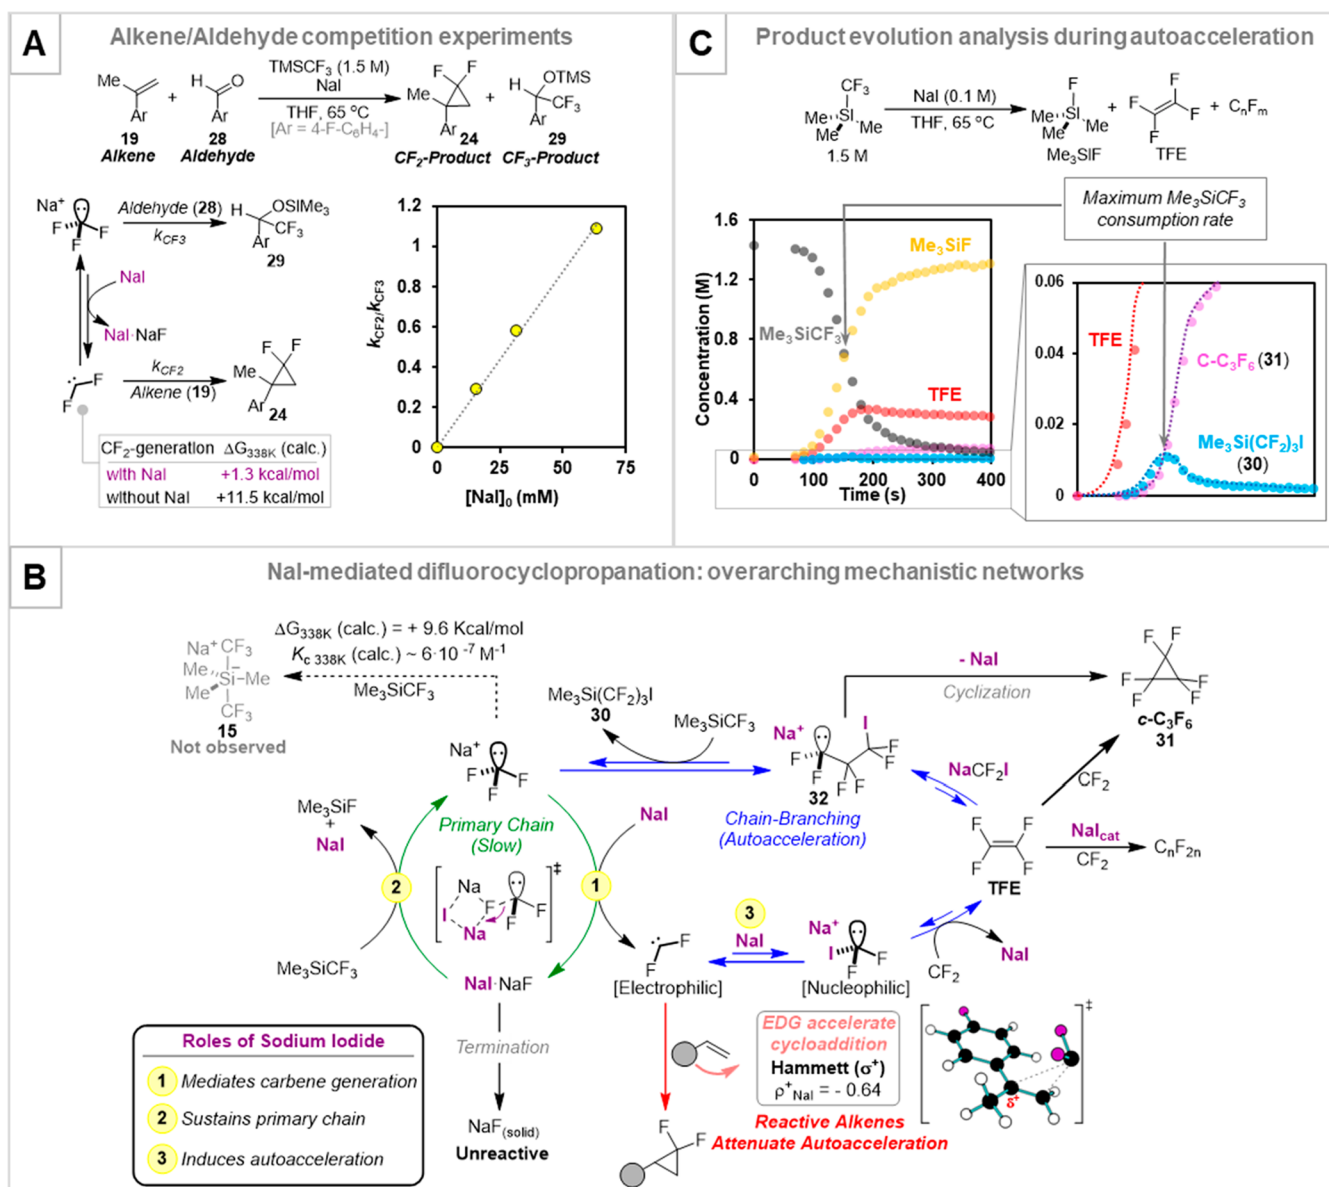 A
Alkene/Aldehyde competition experiments
Me
Ar
19
Alkene
+
H
O
Ar
28
Aldehyde
TMSCF3 (1.5 M)
NaI
THF, 65 ºC
[Ar = 4-F-C6H4-]
F F
Me
Ar
24
CF2-Product
+
OTMS
H
CF3
Ar
29
CF3-Product
Na+
F
F
F
Aldehyde (28)
kCF3
OSIMe3
H
CF3
Ar
29
NaI
NaI·NaF
F
F
kCF2
Alkene (19)
F F
Me
Ar
24
CF2-generation ΔG338K (calc.)
with NaI +1.3 kcal/mol
without NaI +11.5 kcal/mol
kCF2/kCF3
1.2
1
0.8
0.6
0.4
0.2
0
0 25 50 75
[NaI]0 (mM)
C
Product evolution analysis during autoacceleration
CF3
Me Si Me
Me
1.5 M
NaI (0.1 M)
THF, 65 ºC
F
Me SI Me
Me
Me3SIF
+
F F
F F
TFE
+ CnFm
Maximum Me3SiCF3
consumption rate
Concentration (M)
1.6
1.2
0.8
0.4
0
0 100 200 300 400
Time (s)
Me3SiF
Me3SiCF3
TFE
0.06
0.04
0.02
0
TFE
C-C3F6 (31)
Me3Si(CF2)3I
(30)
B
NaI-mediated difluorocyclopropanation: overarching mechanistic networks
Na+ CF3
Me
Si Me
Me
CF3
15
Not observed
ΔG338K (calc.) = + 9.6 Kcal/mol
Kc 338K (calc.) ~ 6·10 -7 M-1
Me3SiCF3
Na+
F
F
F
Me3Si(CF2)3I
30
Me3SiCF3
Na+
I
F
F
F
F
F
F
32
- NaI
Cyclization
F F
F F
F F
c-C3F6
31
NaCF2I
CF2
F F
F F
TFE
NaIcat
CF2
CnF2n
Chain-Branching
(Autoacceleration)
Me3SiF
+
NaI
Primary Chain
(Slow)
NaI
Na
I
Na
F
F
F
‡
1
2
Me3SiCF3
NaI·NaF
F
F
[Electrophilic]
3
NaI
Na+
I
F
F
[Nucleophilic]
CF2
NaI
Termination
NaF(solid)
Unreactive
EDG accelerate
cycloaddition
Hammett (σ+)
ρ+NaI = - 0.64
Reactive Alkenes
Attenuate Autoacceleration
F F
δ+
‡
Roles of Sodium Iodide
1 Mediates carbene generation
2 Sustains primary chain
3 Induces autoacceleration